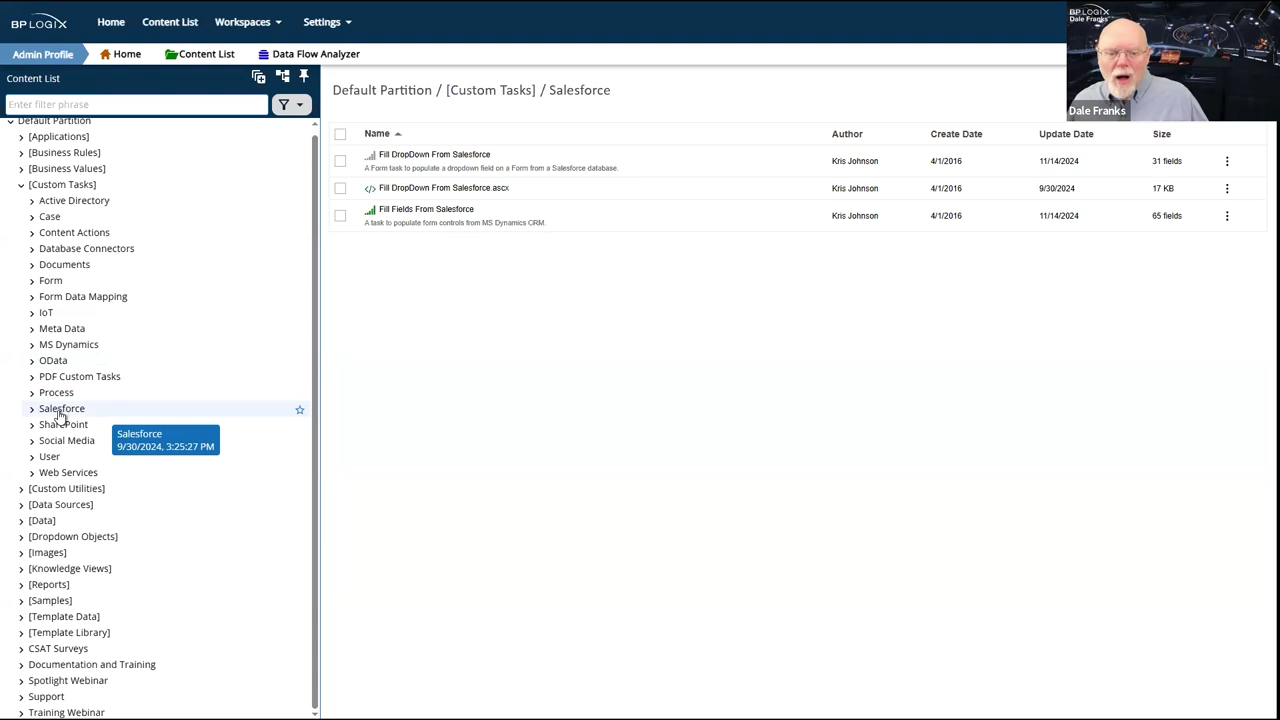 BP LOGIX
Home
Content List
Workspaces
Settings
Admin Profile
Home
Content List
Data Flow Analyzer
BP LOGIX
Dale Franks
Dale Franks
Content List
Enter filter phrase
Default Partition
[Applications]
[Business Rules]
[Business Values]
[Custom Tasks]
Active Directory
Case
Content Actions
Database Connectors
Documents
Form
Form Data Mapping
IoT
Meta Data
MS Dynamics
OData
PDF Custom Tasks
Process
Salesforce
SharePoint
Social Media
User
Web Services
[Custom Utilities]
[Data Sources]
[Data]
[Dropdown Objects]
[Images]
[Knowledge Views]
[Reports]
[Samples]
[Template Data]
[Template Library]
CSAT Surveys
Documentation and Training
Spotlight Webinar
Support
Training Webinar
Salesforce
9/30/2024, 3:25:27 PM
Default Partition / [Custom Tasks] / Salesforce
Name Author Create Date Update Date Size
Fill DropDown From Salesforce Kris Johnson 4/1/2016 11/14/2024 31 fields
A Form task to populate a dropdown field on a Form from a Salesforce database.
Fill DropDown From Salesforce.ascx Kris Johnson 4/1/2016 9/30/2024 17 KB
Fill Fields From Salesforce Kris Johnson 4/1/2016 11/14/2024 65 fields
A task to populate form controls from MS Dynamics CRM.